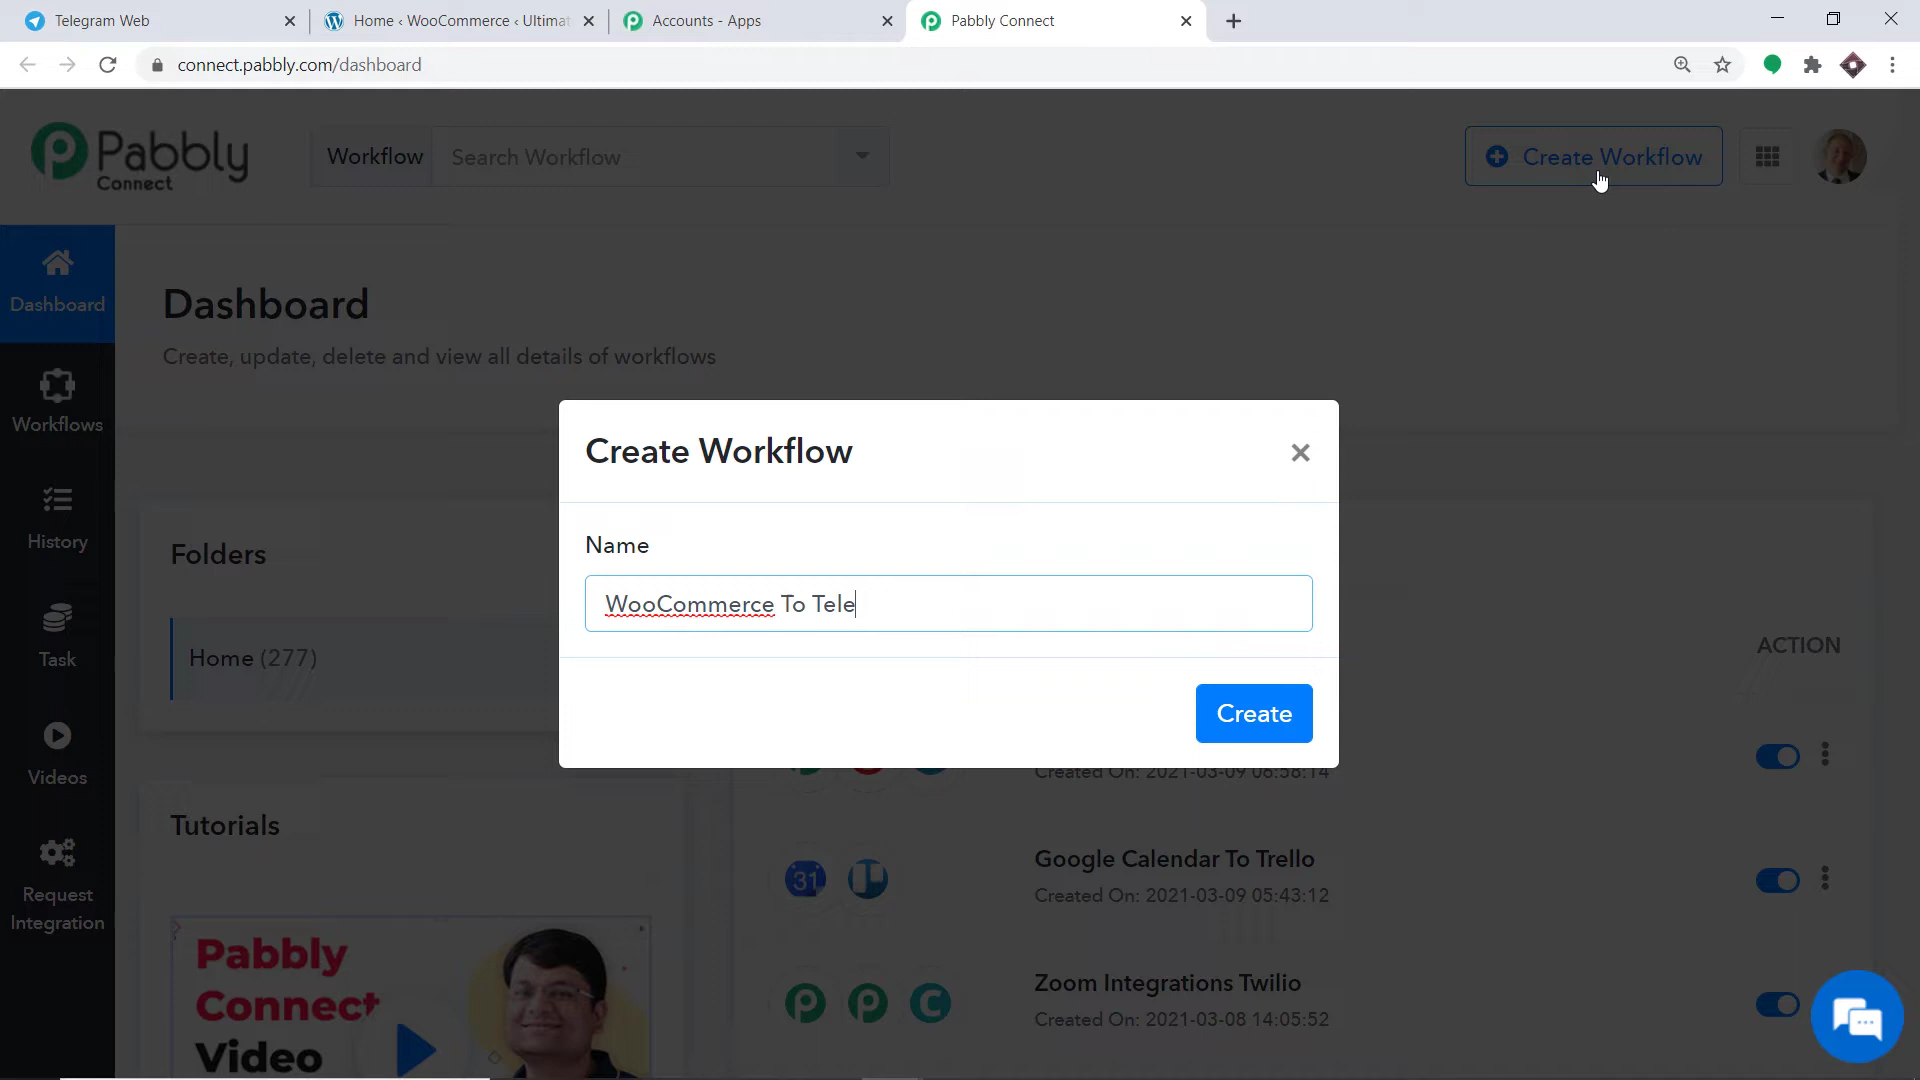 Telegram Web
Home ‹ WooCommerce ‹ Ultimat
Accounts - Apps
Pabbly Connect
connect.pabbly.com/dashboard
Pabbly
Connect
Workflow
Search Workflow
Create Workflow
Dashboard
Workflows
History
Task
Videos
Request
Integration
Dashboard
Create, update, delete and view all details of workflows
Folders
Home (277)
Tutorials
Pabbly
Connect
Video
Create Workflow
Name
WooCommerce To Tele
Create
ACTION
Created On: 2021-03-09 06:58:14
31
Google Calendar To Trello
Created On: 2021-03-09 05:43:12
Zoom Integrations Twilio
Created On: 2021-03-08 14:05:52